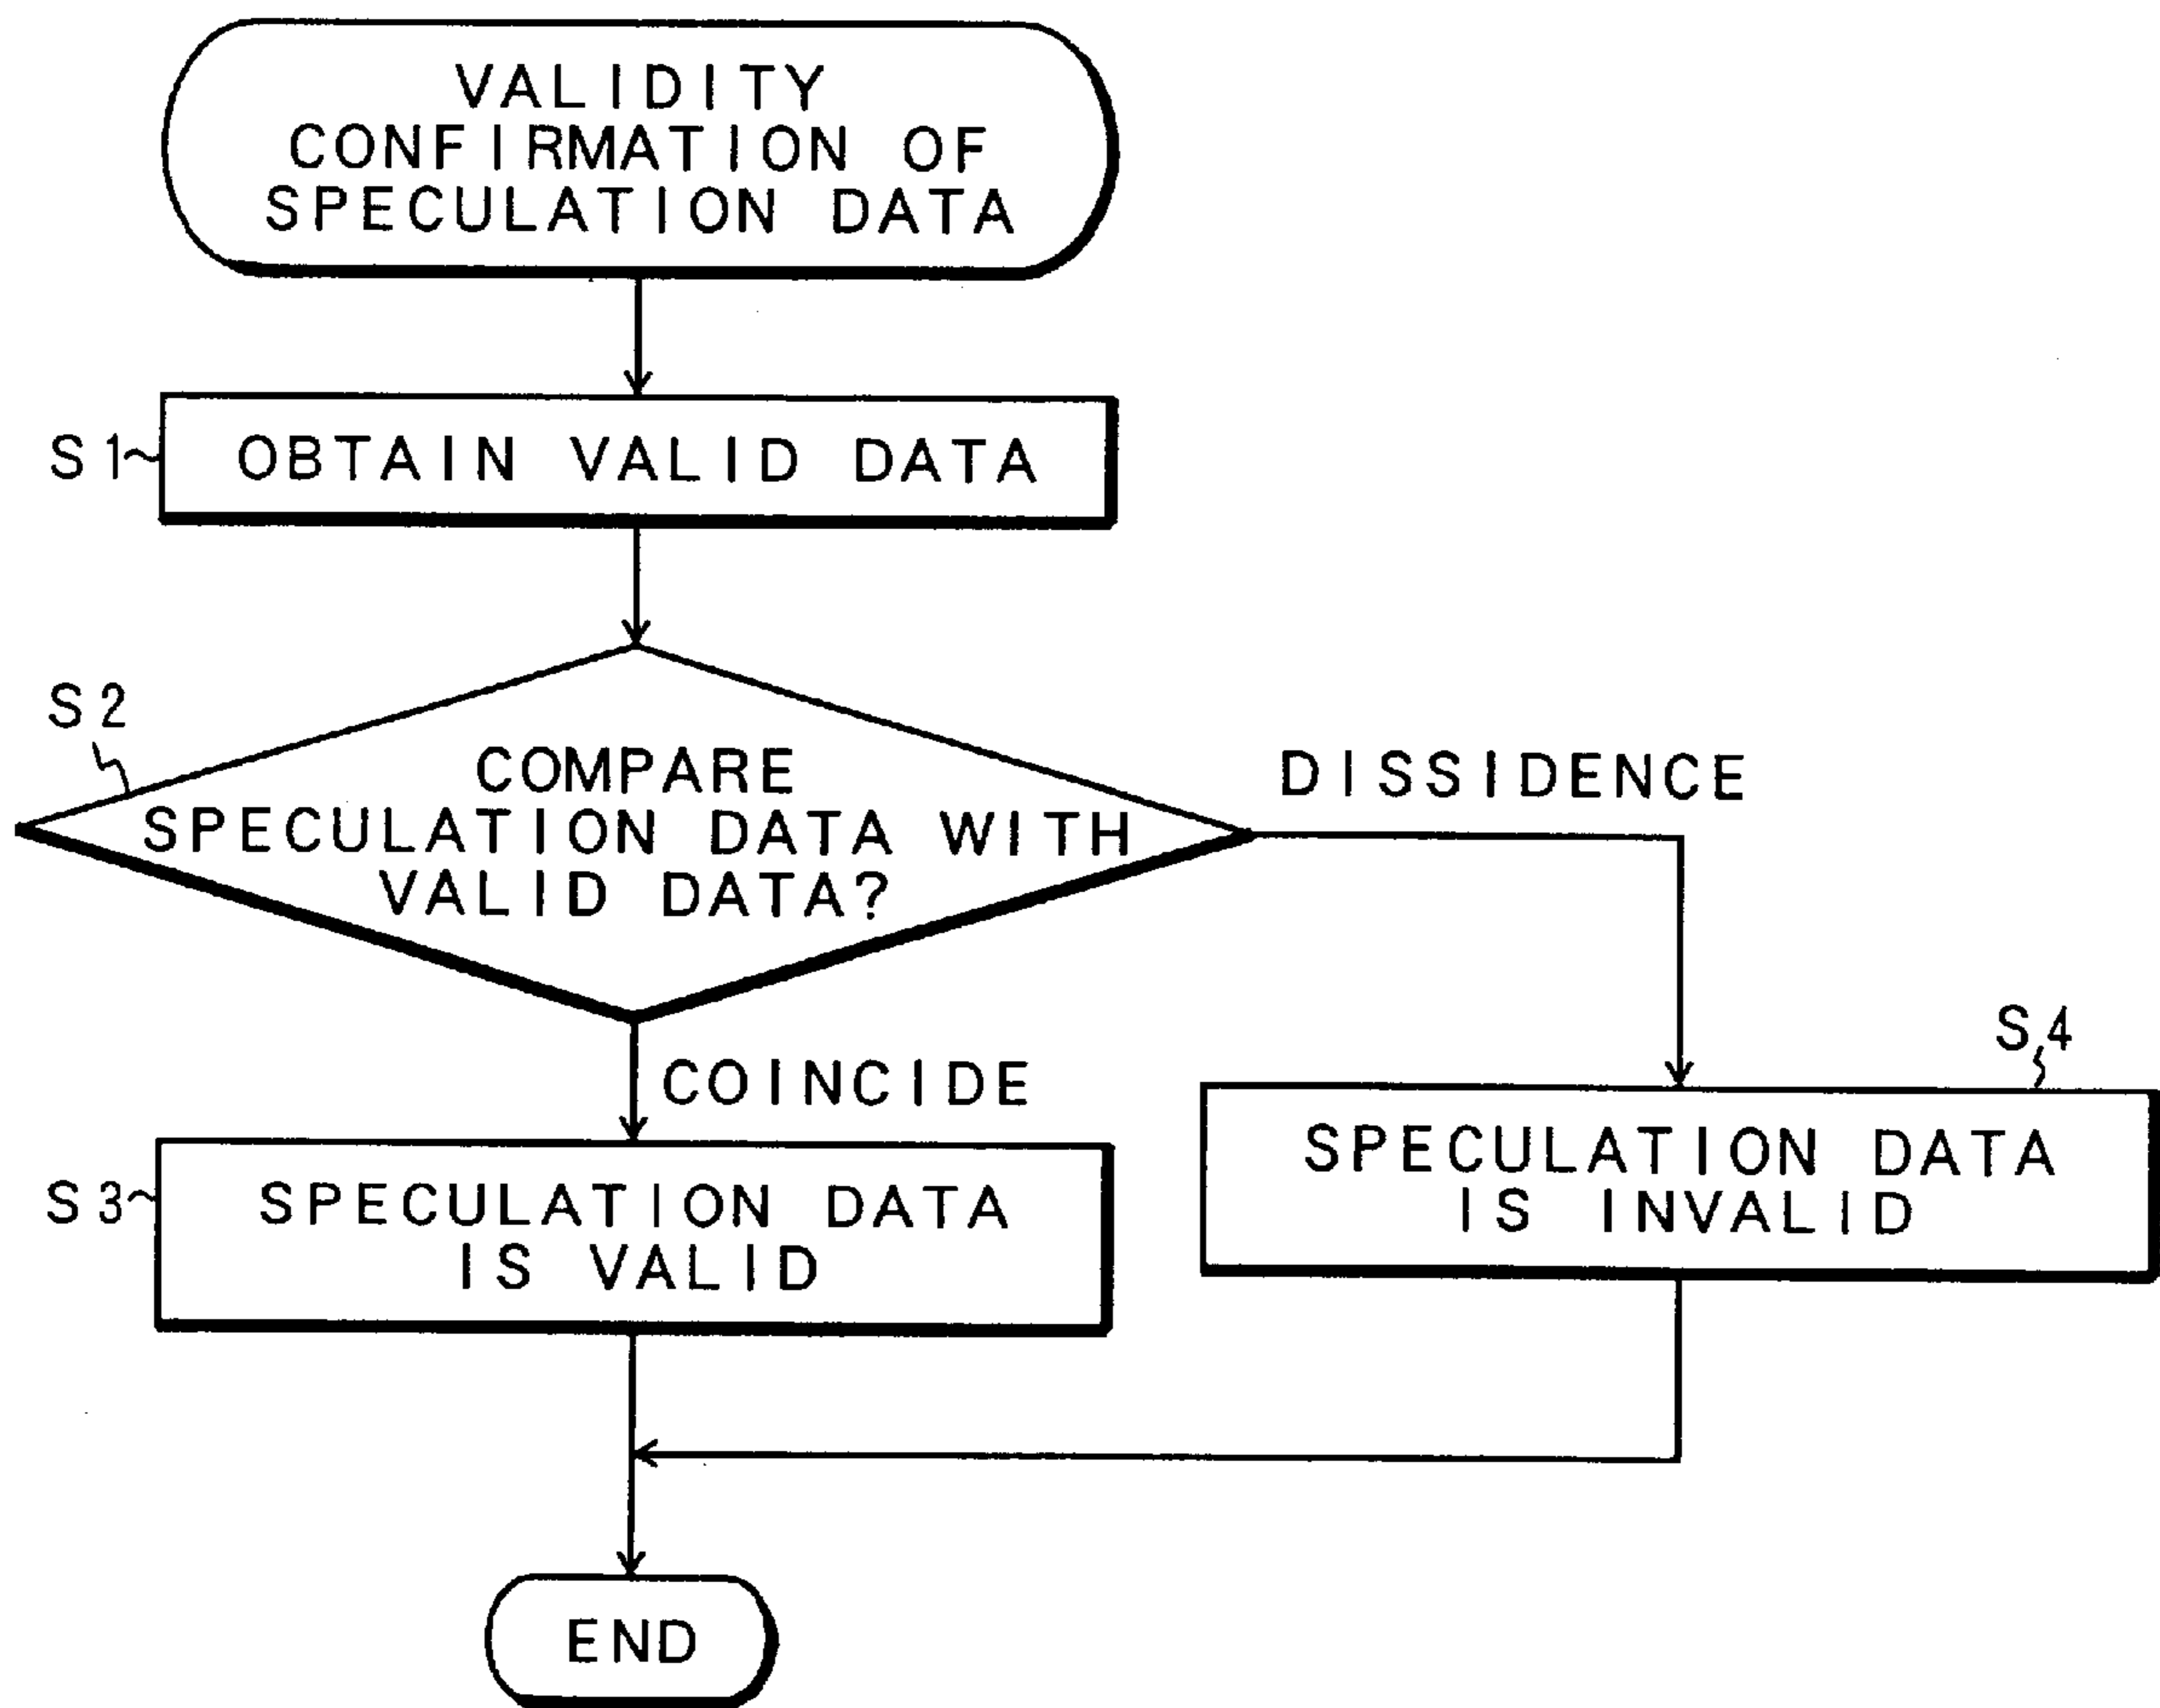 VALIDITY
CONFIRMATION OF
SPECULATION DATA
S1
OBTAIN VALID DATA
S2
COMPARE
SPECULATION DATA WITH
VALID DATA?
DISSIDENCE
COINCIDE
S4
SPECULATION DATA
IS INVALID
S3
SPECULATION DATA
IS VALID
END